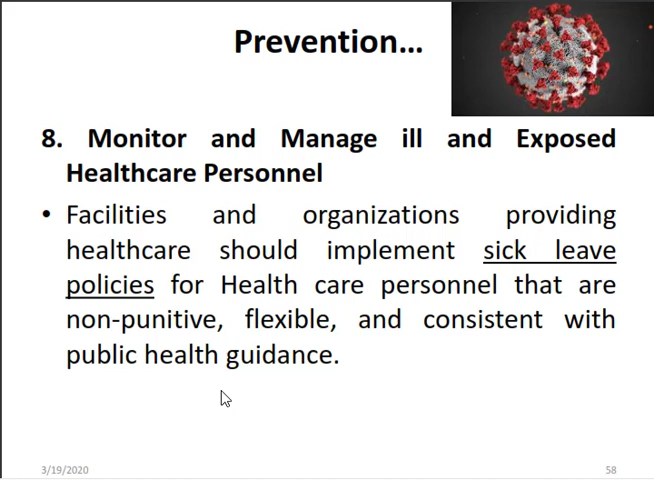 Prevention…
8. Monitor and Manage ill and Exposed
Healthcare Personnel
• Facilities and organizations providing
healthcare should implement sick leave
policies for Health care personnel that are
non-punitive, flexible, and consistent with
public health guidance.
3/19/2020
58